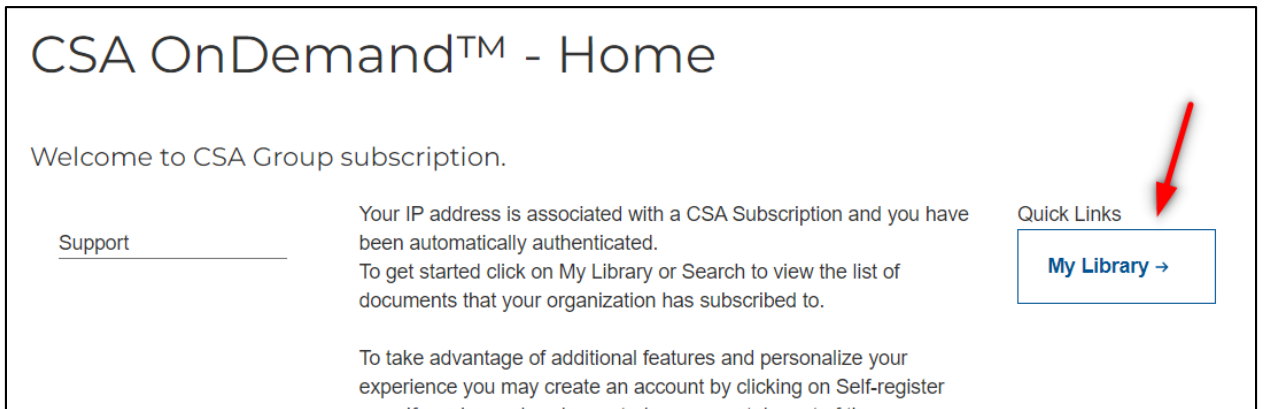 CSA OnDemand™ - Home
Welcome to CSA Group subscription.
Support
Your IP address is associated with a CSA Subscription and you have
been automatically authenticated.
To get started click on My Library or Search to view the list of
documents that your organization has subscribed to.
To take advantage of additional features and personalize your
experience you may create an account by clicking on Self-register
Quick Links
My Library →